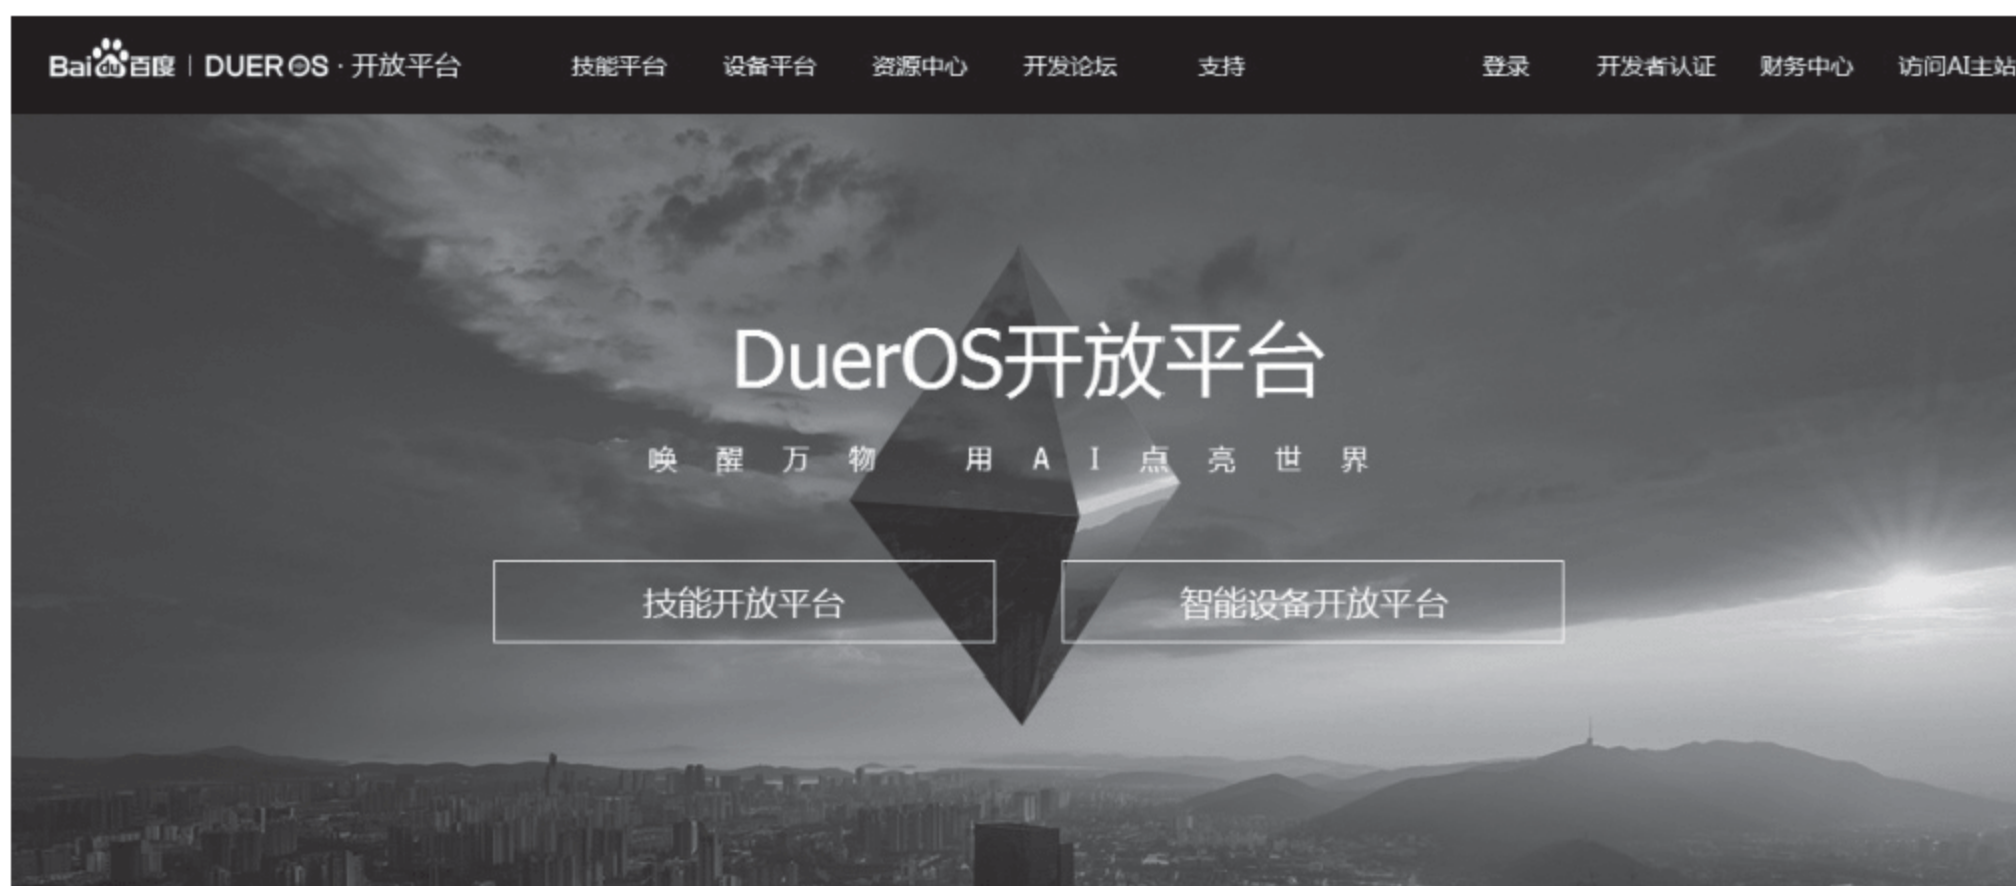 Bai du 百度 | DUEROS · 开放平台 技能平台 设备平台 资源中心 开发论坛 支持 登录 开发者认证 财务中心 访问AI主站
DuerOS开放平台
唤醒万物 用AI点亮世界
技能开放平台 智能设备开放平台